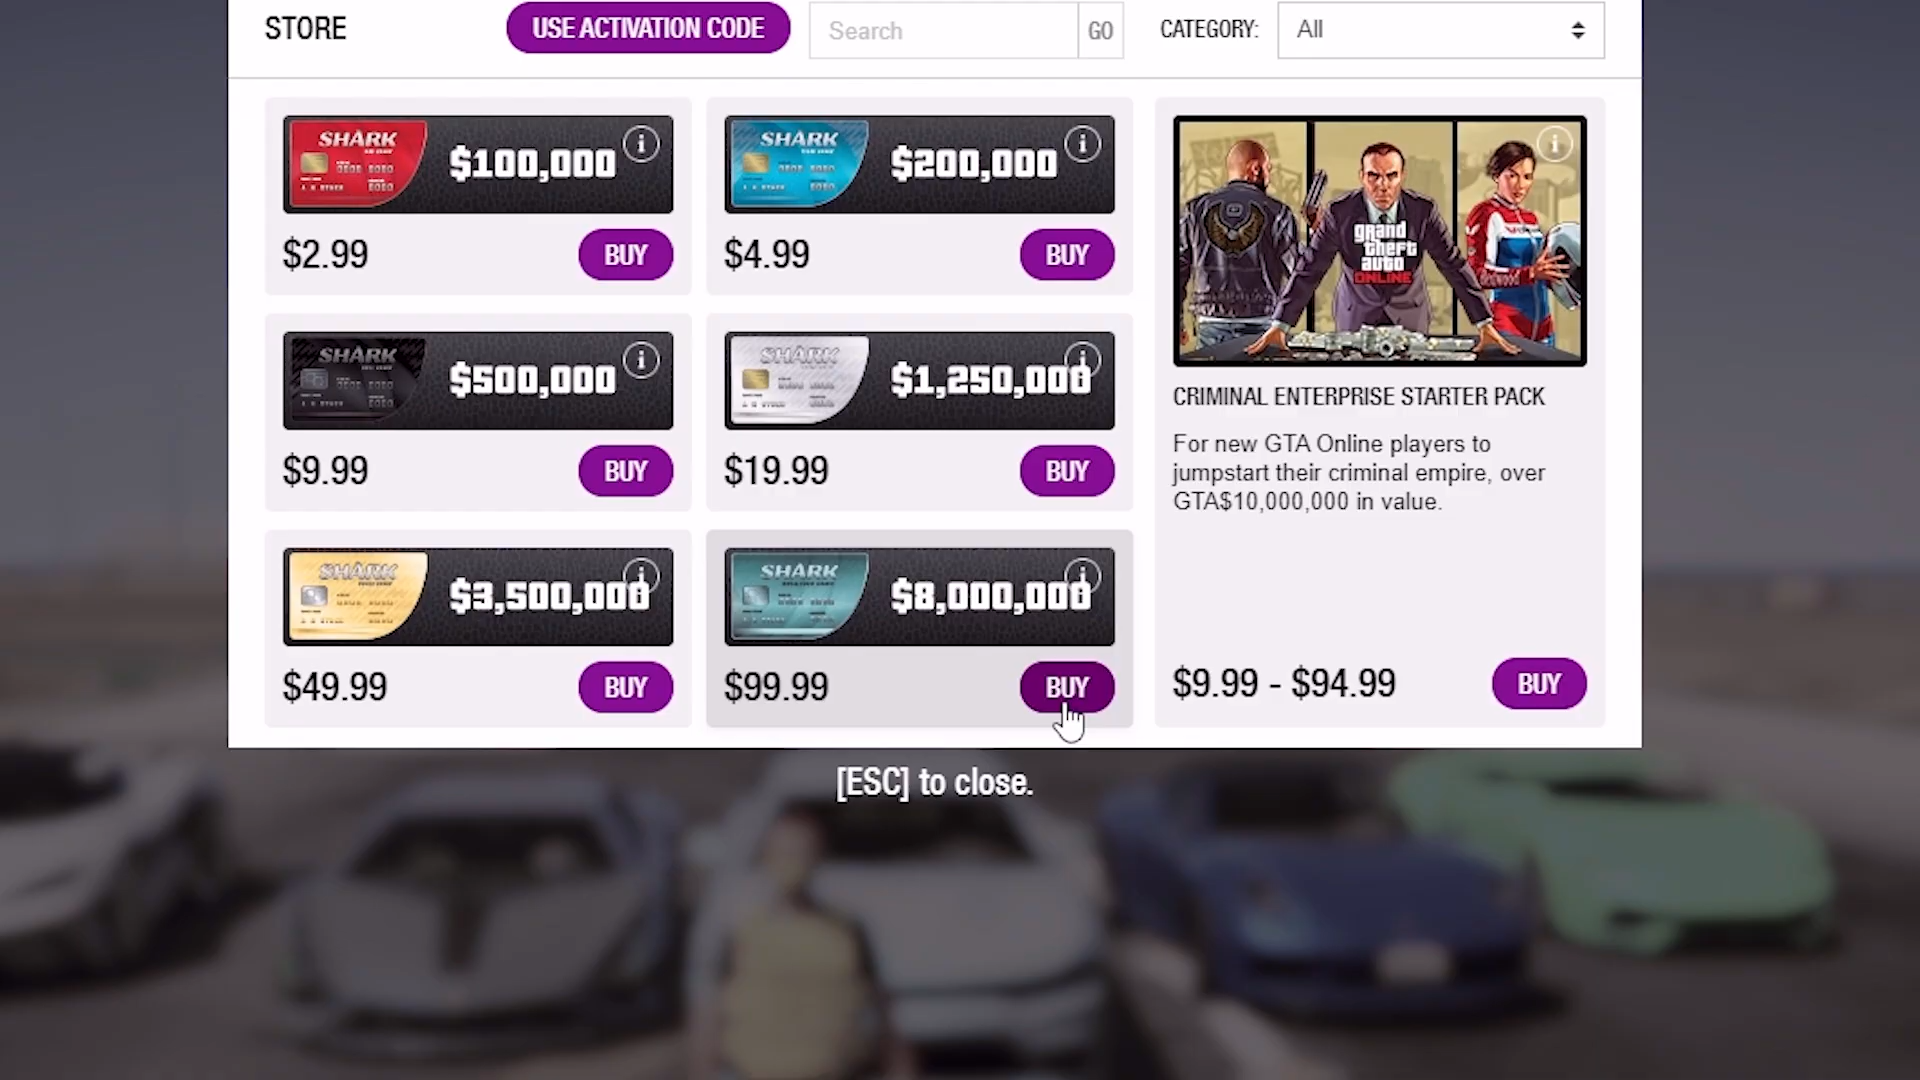 STORE
USE ACTIVATION CODE
Search
GO
CATEGORY:
All
SHARK
$100,000
$2.99
BUY
SHARK
$200,000
$4.99
BUY
SHARK
$500,000
$9.99
BUY
SHARK
$1,250,000
$19.99
BUY
SHARK
$3,500,000
$49.99
BUY
SHARK
$8,000,000
$99.99
BUY
grand
theft
auto
ONLINE
CRIMINAL ENTERPRISE STARTER PACK
For new GTA Online players to
jumpstart their criminal empire, over
GTA$10,000,000 in value.
$9.99 - $94.99
BUY
[ESC] to close.